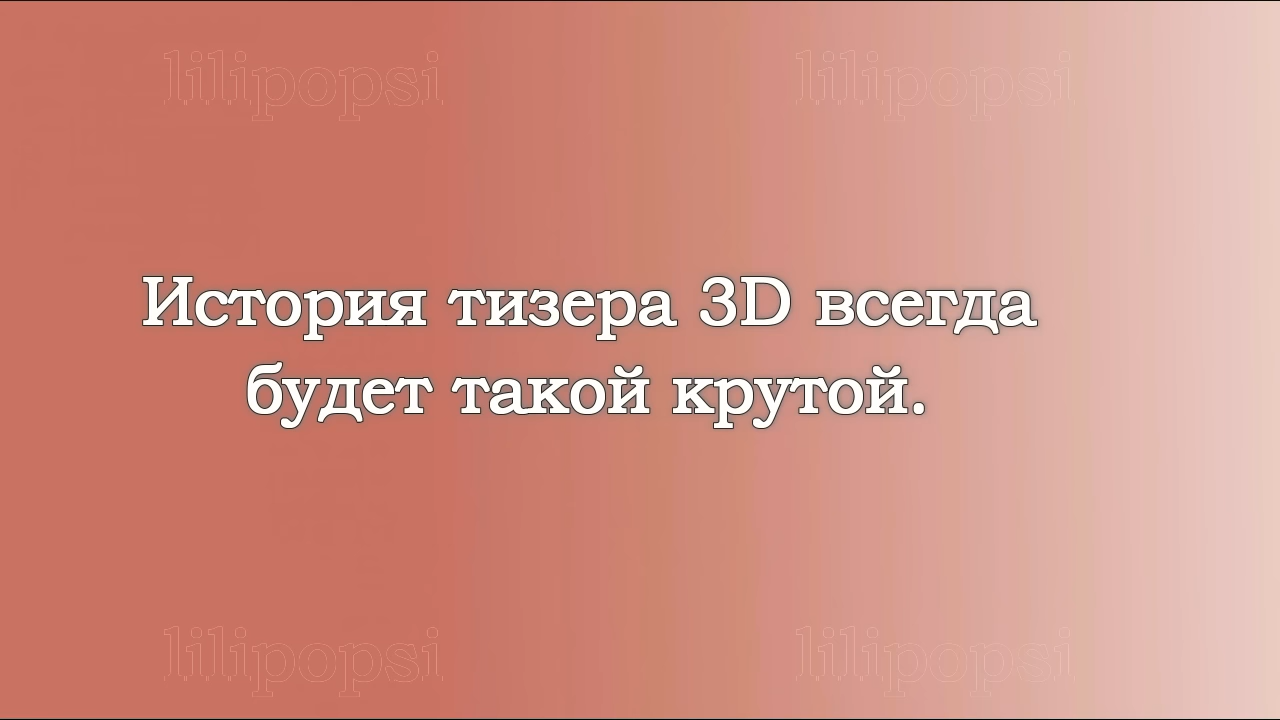 lilipopsi lilipopsi
История тизера 3D всегда
будет такой крутой.
lilipopsi lilipopsi